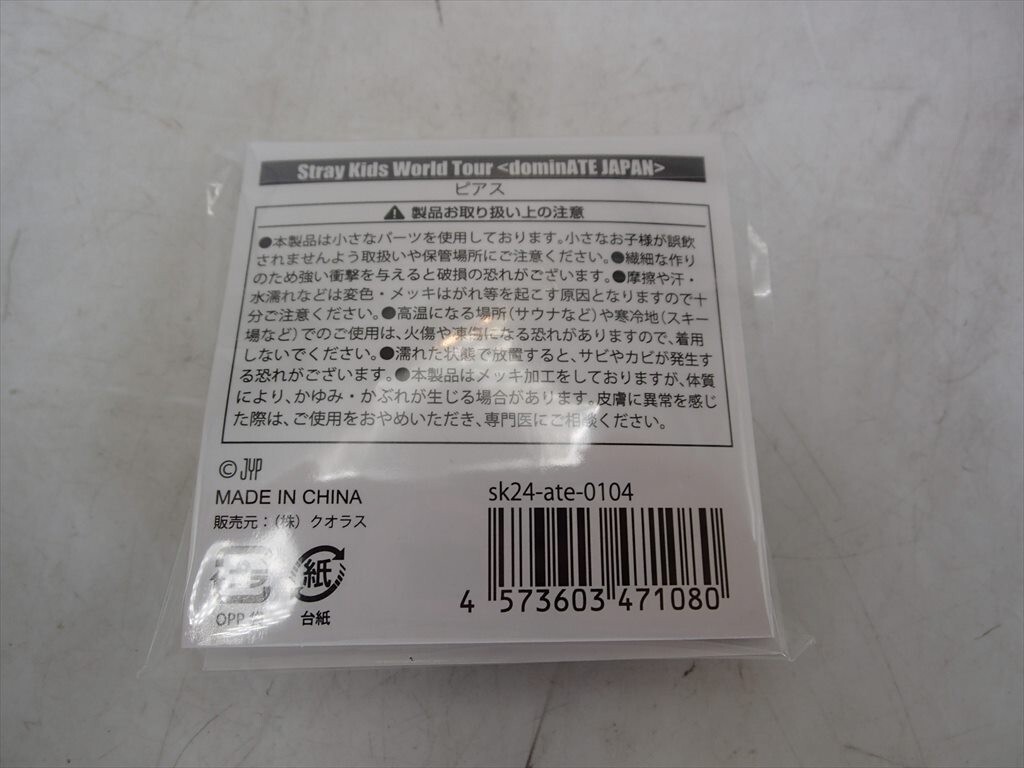 Stray Kids World Tour <dominATE JAPAN>
ピアス
製品お取り扱い上の注意
●本製品は小さなパーツを使用しております。小さなお子様が誤飲
されませんよう取扱いや保管場所にご注意ください。●繊細な作り
のため強い衝撃を与えると破損の恐れがございます。●摩擦や汗・
水濡れなどは変色・メッキはがれ等を起こす原因となりますので十
分ご注意ください。●高温になる場所(サウナなど)や寒冷地(スキー
場など)でのご使用は、火傷や凍傷になる恐れがありますので、着用
しないでください。●濡れた状態で放置すると、サビやカビが発生す
る恐れがございます。●本製品はメッキ加工をしておりますが、体質
により、かゆみ・かぶれが生じる場合があります。皮膚に異常を感じ
た際は、ご使用をおやめいただき、専門医にご相談ください。
© JYP
MADE IN CHINA
販売元:(株)クオラス
プラ
OPP 袋
紙
台紙
sk24-ate-0104
4 573603 471080